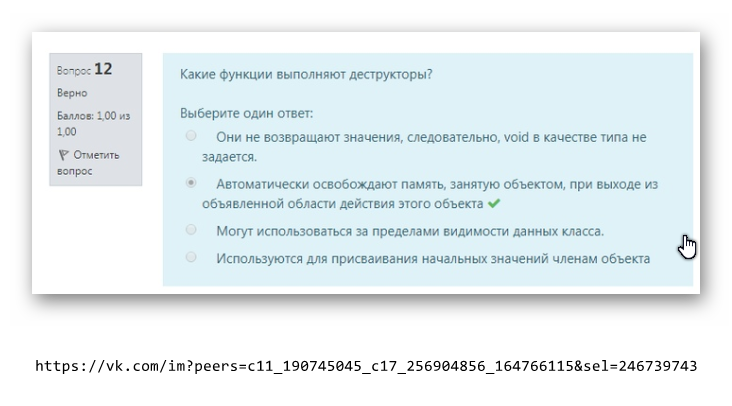 Вопрос 12
Верно
Баллов: 1,00 из
1,00
Отметить
вопрос
Какие функции выполняют деструкторы?
Выберите один ответ:
Они не возвращают значения, следовательно, void в качестве типа не
задается.
Автоматически освобождают память, занятую объектом, при выходе из
объявленной области действия этого объекта
Могут использоваться за пределами видимости данных класса.
Используются для присваивания начальных значений членам объекта
https://vk.com/im?peers=c11_190745045_c17_256904856_164766115&sel=246739743